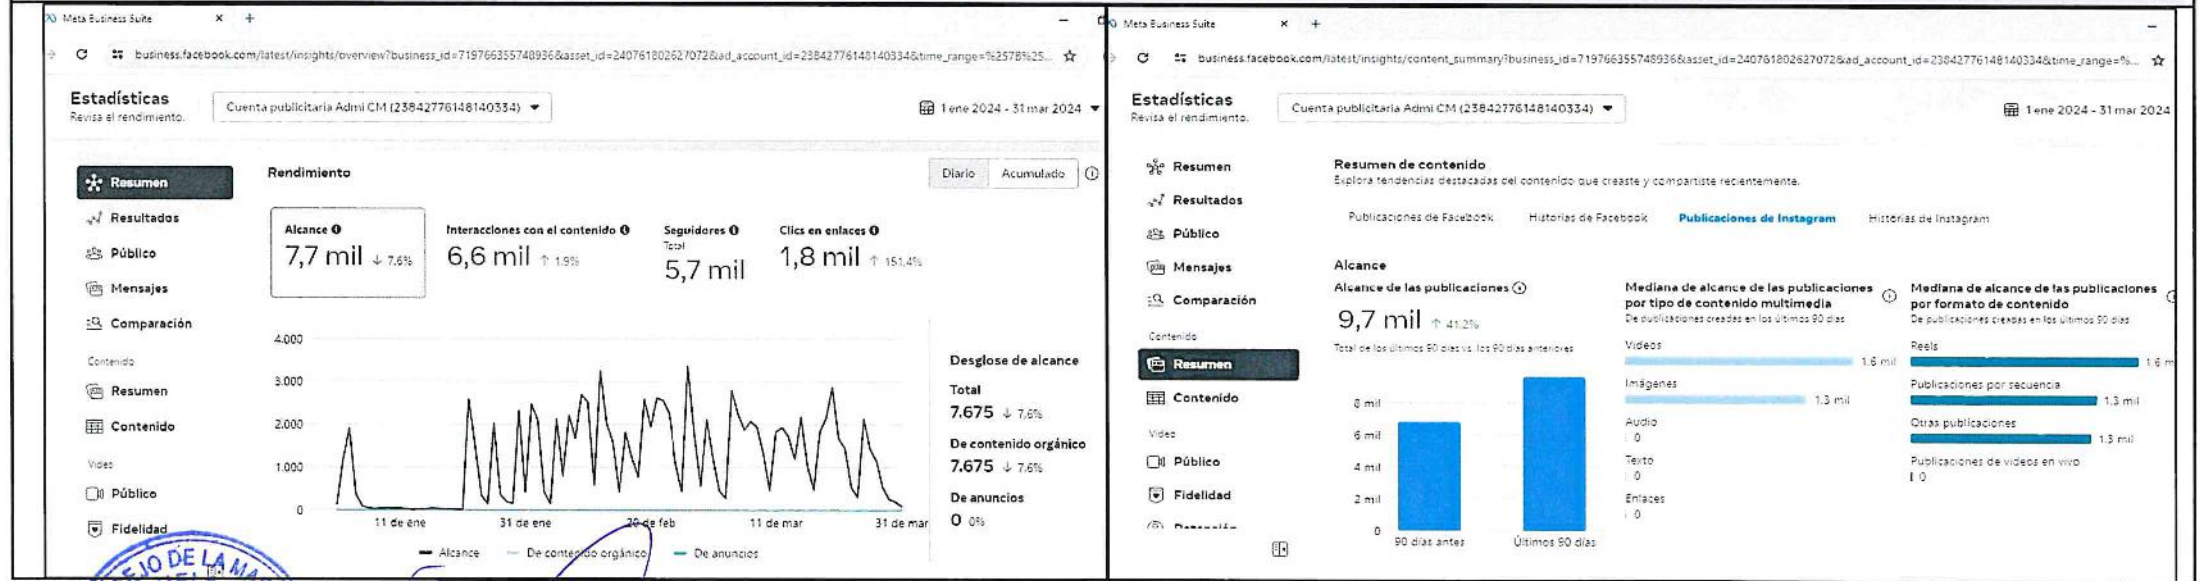 Meta Business Suite × +
business.facebook.com/latest/insights/overview?business_id=719766355748936&asset_id=240761802627072&ad_account_id=23842776148140334&time_range=%257B%25...
Estadísticas
Revisa el rendimiento.
Cuenta publicitaria Admi CM (23842776148140334)
1 ene 2024 - 31 mar 2024
Resumen
Resultados
Público
Mensajes
Comparación
Contenido
Resumen
Contenido
Video
Público
Fidelidad
Rendimiento
Diario Acumulado
Alcance
7,7 mil ↓ 7.6%
Interacciones con el contenido
6,6 mil ↑ 1.9%
Seguidores
Total
5,7 mil
Clics en enlaces
1,8 mil ↑ 151,4%
4.000
3.000
2.000
1.000
0
11 de ene 31 de ene 20 de feb 11 de mar 31 de mar
Alcance De contenido orgánico De anuncios
Desglose de alcance
Total
7.675 ↓ 7,6%
De contenido orgánico
7.675 ↓ 7,6%
De anuncios
0 0%
DE LA
Meta Business Suite × +
business.facebook.com/latest/insights/content_summary?business_id=719766355748936&asset_id=240761802627072&ad_account_id=23842776148140334&time_range=%...
Estadísticas
Revisa el rendimiento.
Cuenta publicitaria Admi CM (23842776148140334)
1 ene 2024 - 31 mar 2024
Resumen
Resultados
Público
Mensajes
Comparación
Contenido
Resumen
Contenido
Video
Público
Fidelidad
Resumen de contenido
Explora tendencias destacadas del contenido que creaste y compartiste recientemente.
Publicaciones de Facebook Historias de Facebook Publicaciones de Instagram Historias de Instagram
Alcance
Alcance de las publicaciones
9,7 mil ↑ 41.2%
Total de los últimos 90 días vs. los 90 días anteriores
8 mil
6 mil
4 mil
2 mil
0
90 días antes Últimos 90 días
Mediana de alcance de las publicaciones
por tipo de contenido multimedia
De publicaciones creadas en los últimos 90 días
Videos
1.6 mil
Imágenes
1.3 mil
Audio
0
Texto
0
Enlaces
0
Mediana de alcance de las publicaciones
por formato de contenido
De publicaciones creadas en los últimos 90 días
Reels
1.6 m
Publicaciones por secuencia
1.3 mil
Otras publicaciones
1.3 mil
Publicaciones de videos en vivo
0